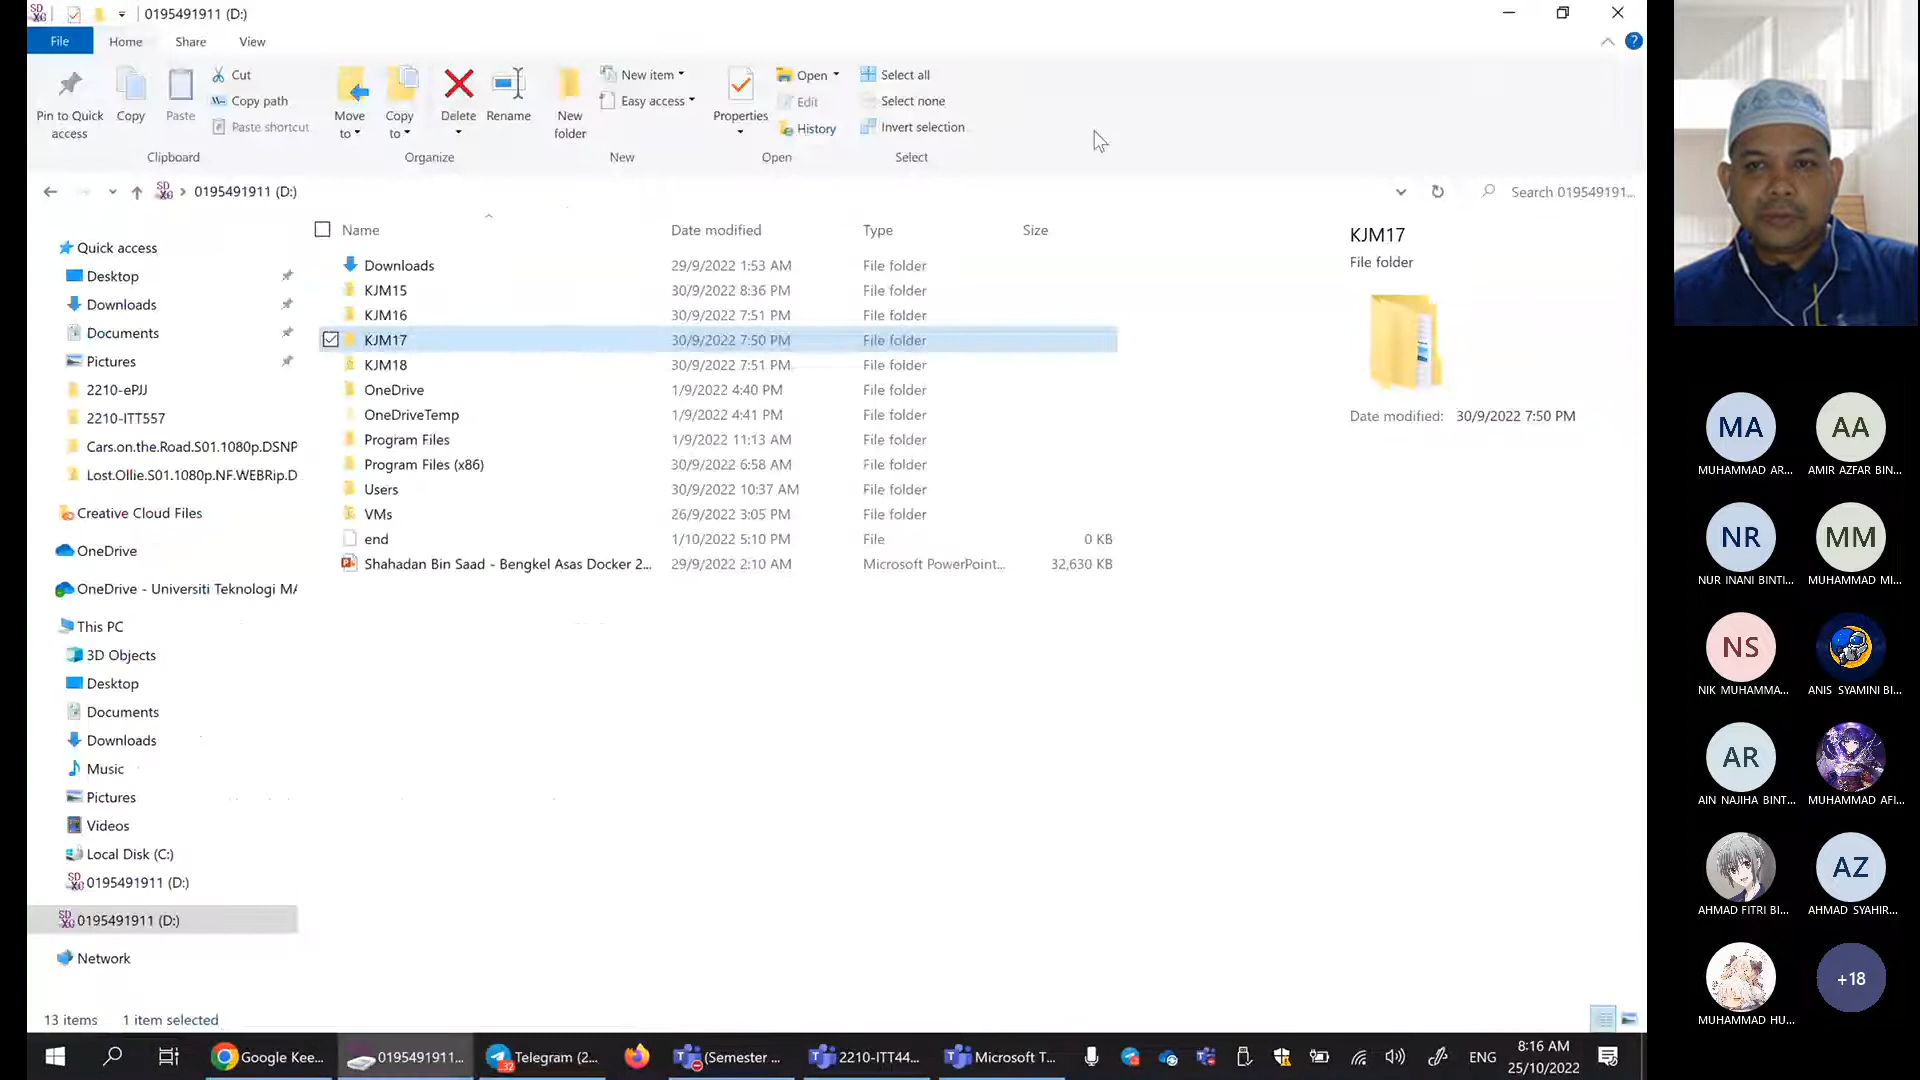 0195491911 (D:)
File
Home
Share
View
Pin to Quick access
Copy
Paste
Cut
Copy path
Paste shortcut
Clipboard
Move to
Copy to
Delete
Rename
Organize
New folder
New item
Easy access
New
Properties
Open
Edit
History
Open
Select all
Select none
Invert selection
Select
0195491911 (D:)
Search 019549191...
Name Date modified Type Size
Downloads 29/9/2022 1:53 AM File folder
KJM15 30/9/2022 8:36 PM File folder
KJM16 30/9/2022 7:51 PM File folder
KJM17 30/9/2022 7:50 PM File folder
KJM18 30/9/2022 7:51 PM File folder
OneDrive 1/9/2022 4:40 PM File folder
OneDriveTemp 1/9/2022 4:41 PM File folder
Program Files 1/9/2022 11:13 AM File folder
Program Files (x86) 30/9/2022 6:58 AM File folder
Users 30/9/2022 10:37 AM File folder
VMs 26/9/2022 3:05 PM File folder
end 1/10/2022 5:10 PM File 0 KB
Shahadan Bin Saad - Bengkel Asas Docker 2... 29/9/2022 2:10 AM Microsoft PowerPoint... 32,630 KB
Quick access
Desktop
Downloads
Documents
Pictures
2210-ePJJ
2210-ITT557
Cars.on.the.Road.S01.1080p.DSNP
Lost.Ollie.S01.1080p.NF.WEBRip.D
Creative Cloud Files
OneDrive
OneDrive - Universiti Teknologi MA
This PC
3D Objects
Desktop
Documents
Downloads
Music
Pictures
Videos
Local Disk (C:)
0195491911 (D:)
0195491911 (D:)
Network
KJM17
File folder
Date modified: 30/9/2022 7:50 PM
13 items 1 item selected
Google Kee...
0195491911...
Telegram (2...
32
(Semester ...
2210-ITT44...
Microsoft T...
ENG
8:16 AM
25/10/2022
MA
MUHAMMAD AR...
AA
AMIR AZFAR BIN...
NR
NUR INANI BINTI...
MM
MUHAMMAD MI...
NS
NIK MUHAMMA...
ANIS SYAMINI BI...
AR
AIN NAJIHA BINT...
MUHAMMAD AFI...
AHMAD FITRI BI...
AZ
AHMAD SYAHIR...
MUHAMMAD HU...
+18